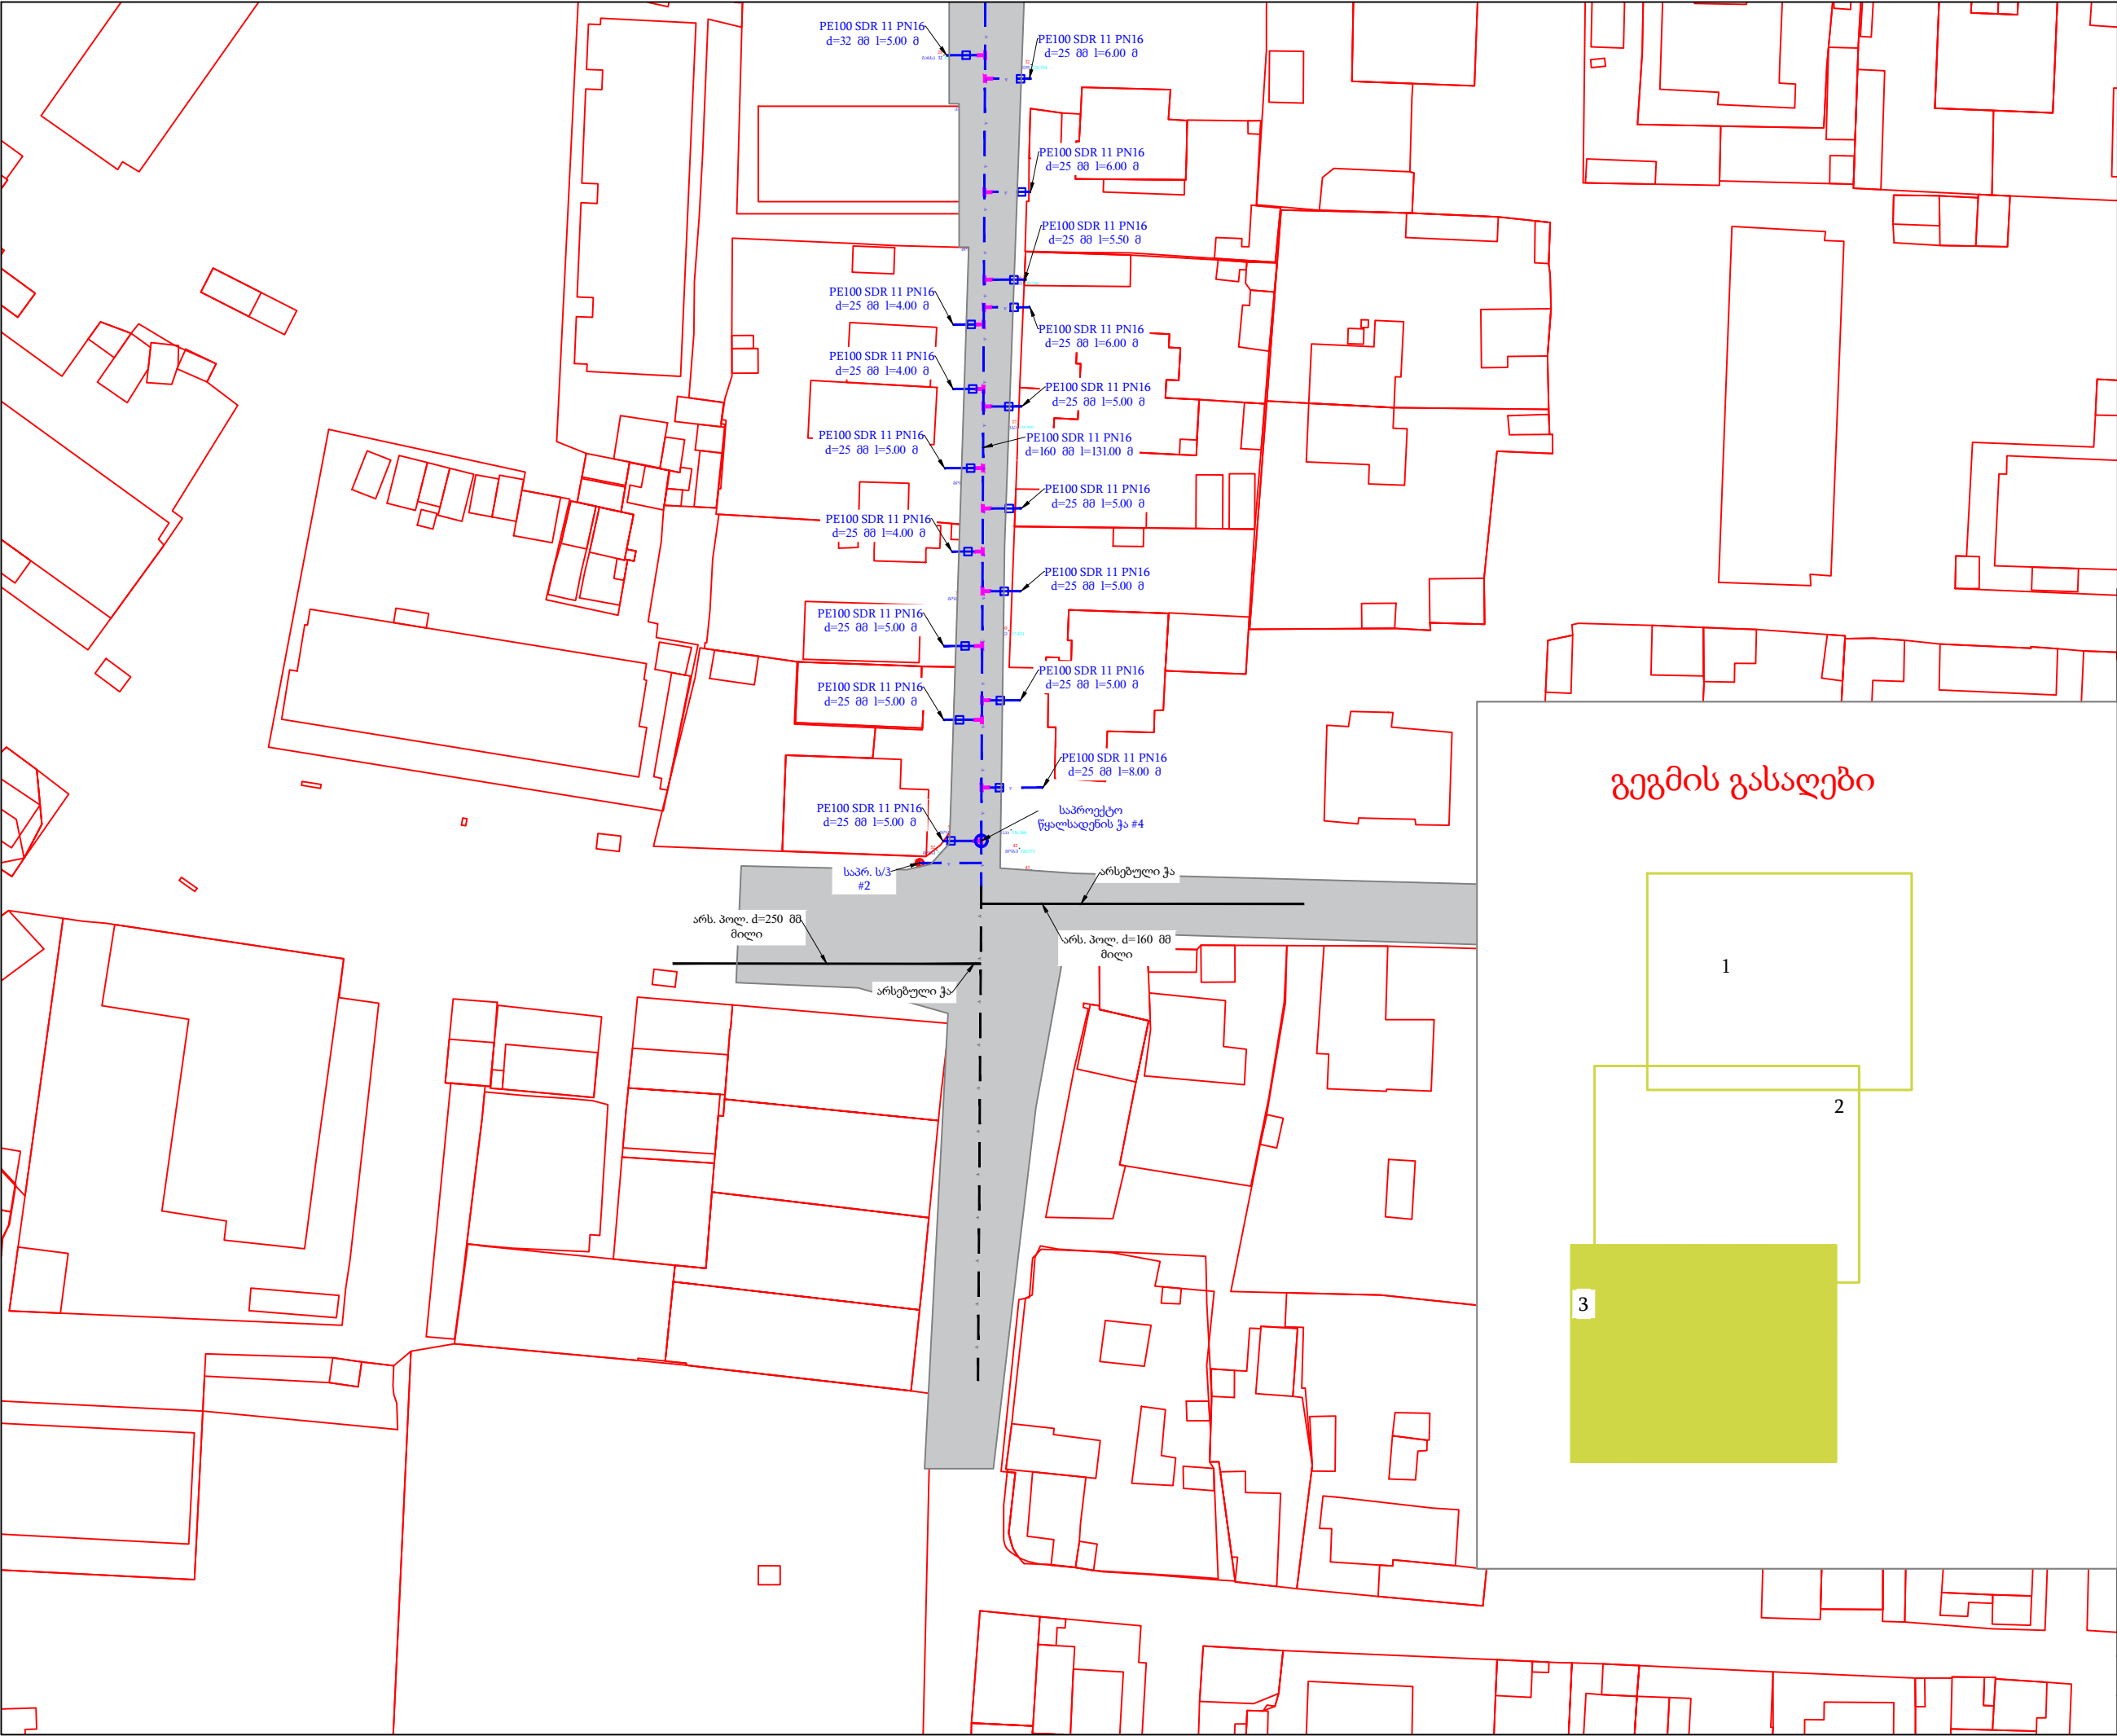 PE100 SDR 11 PN16
d=32 მმ l=5.00 მ
PE100 SDR 11 PN16
d=25 მმ l=6.00 მ
PE100 SDR 11 PN16
d=25 მმ l=6.00 მ
PE100 SDR 11 PN16
d=25 მმ l=5.50 მ
PE100 SDR 11 PN16
d=25 მმ l=4.00 მ
PE100 SDR 11 PN16
d=25 მმ l=6.00 მ
PE100 SDR 11 PN16
d=25 მმ l=4.00 მ
PE100 SDR 11 PN16
d=25 მმ l=5.00 მ
PE100 SDR 11 PN16
d=25 მმ l=5.00 მ
PE100 SDR 11 PN16
d=160 მმ l=131.00 მ
PE100 SDR 11 PN16
d=25 მმ l=5.00 მ
PE100 SDR 11 PN16
d=25 მმ l=4.00 მ
PE100 SDR 11 PN16
d=25 მმ l=5.00 მ
PE100 SDR 11 PN16
d=25 მმ l=5.00 მ
PE100 SDR 11 PN16
d=25 მმ l=5.00 მ
PE100 SDR 11 PN16
d=25 მმ l=5.00 მ
PE100 SDR 11 PN16
d=25 მმ l=8.00 მ
PE100 SDR 11 PN16
d=25 მმ l=5.00 მ
საპროექტო
წყალსადენის ჭა #4
საპრ. ს/ჰ
#2
არსებული ჭა
არს. პოლ. d=250 მმ
მილი
არს. პოლ. d=160 მმ
მილი
არსებული ჭა
გეგმის გასაღები
1
2
3